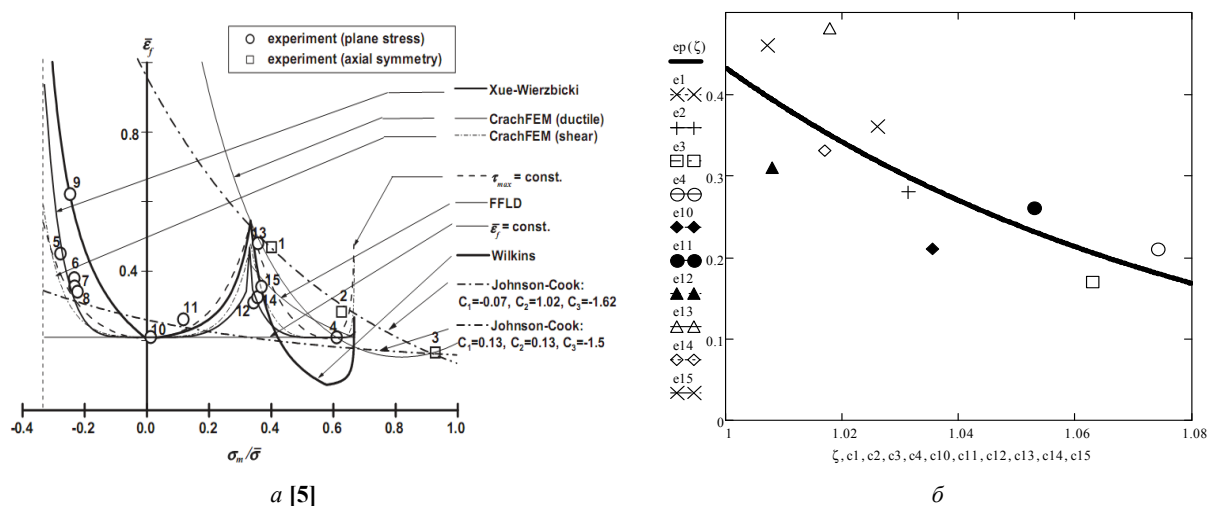 ε̄f
experiment (plane stress)
experiment (axial symmetry)
Xue-Wierzbicki
CrachFEM (ductile)
CrachFEM (shear)
τmax = const.
FFLD
ε̄f = const.
Wilkins
Johnson-Cook:
C1=-0.07, C2=1.02, C3=-1.62
Johnson-Cook:
C1=0.13, C2=0.13, C3=-1.5
0.8
0.4
9
5
6
7
8
10
11
12
13
1
15
14
2
4
3
-0.4
-0.2
0.0
0.2
0.4
0.6
0.8
1.0
σm/σ̄
а [5]
ep(ζ)
e1
e2
e3
e4
e10
e11
e12
e13
e14
e15
0.4
0.3
0.2
0.1
0
1
1.02
1.04
1.06
1.08
ζ, c1, c2, c3, c4, c10, c11, c12, c13, c14, c15
б